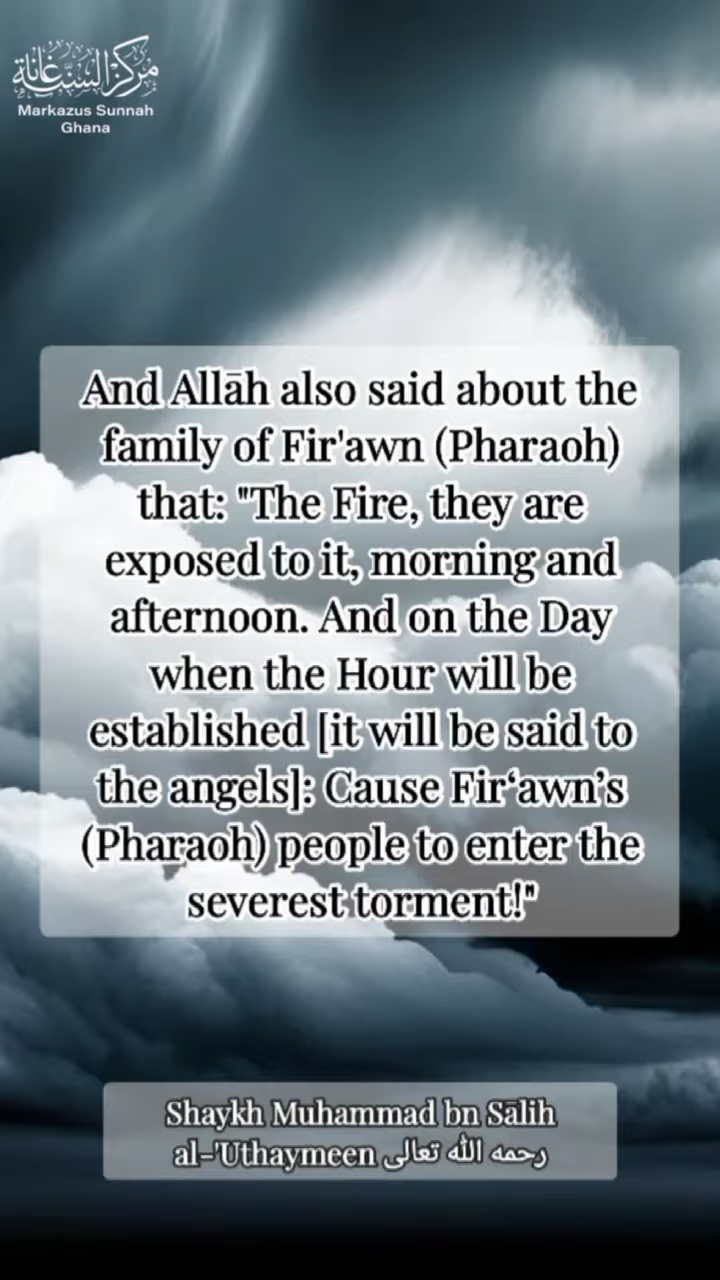 مركز السنة غانا
Markazus Sunnah
Ghana
And Allāh also said about the
family of Fir'awn (Pharaoh)
that: "The Fire, they are
exposed to it, morning and
afternoon. And on the Day
when the Hour will be
established [it will be said to
the angels]: Cause Fir‘awn’s
(Pharaoh) people to enter the
severest torment!"
Shaykh Muhammad bn Sālih
al-'Uthaymeen رحمه الله تعالى